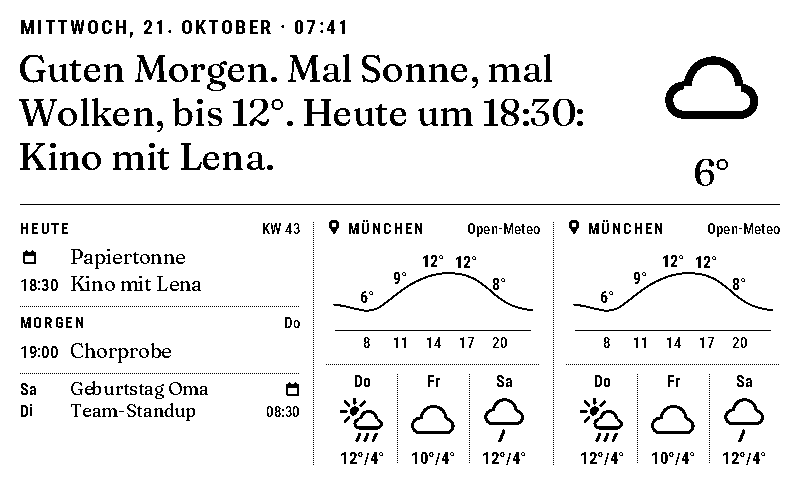 MITTWOCH, 21. OKTOBER · 07:41
Guten Morgen. Mal Sonne, mal
Wolken, bis 12°. Heute um 18:30:
Kino mit Lena.
6°
HEUTE KW 43
Papiertonne
18:30 Kino mit Lena
MORGEN Do
19:00 Chorprobe
Sa Geburtstag Oma
Di Team-Standup 08:30
MÜNCHEN Open-Meteo
6° 9° 12° 12° 8°
8 11 14 17 20
Do Fr Sa
12°/4° 10°/4° 12°/4°
MÜNCHEN Open-Meteo
6° 9° 12° 12° 8°
8 11 14 17 20
Do Fr Sa
12°/4° 10°/4° 12°/4°